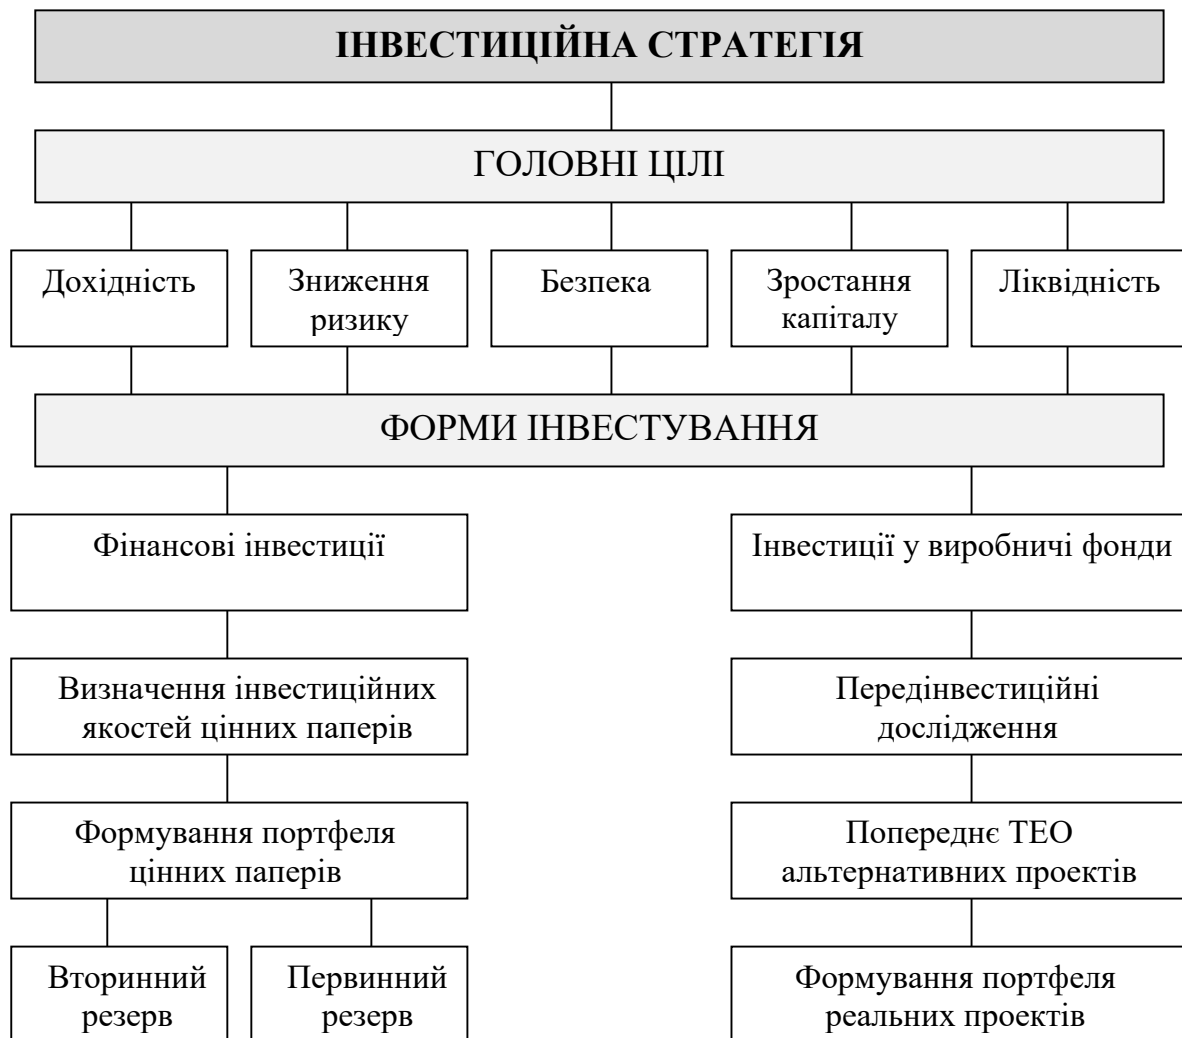 ІНВЕСТИЦІЙНА СТРАТЕГІЯ
ГОЛОВНІ ЦІЛІ
Дохідність
Зниження
ризику
Безпека
Зростання
капіталу
Ліквідність
ФОРМИ ІНВЕСТУВАННЯ
Фінансові інвестиції
Інвестиції у виробничі фонди
Визначення інвестиційних
якостей цінних паперів
Передінвестиційні
дослідження
Формування портфеля
цінних паперів
Попереднє ТЕО
альтернативних проектів
Вторинний
резерв
Первинний
резерв
Формування портфеля
реальних проектів